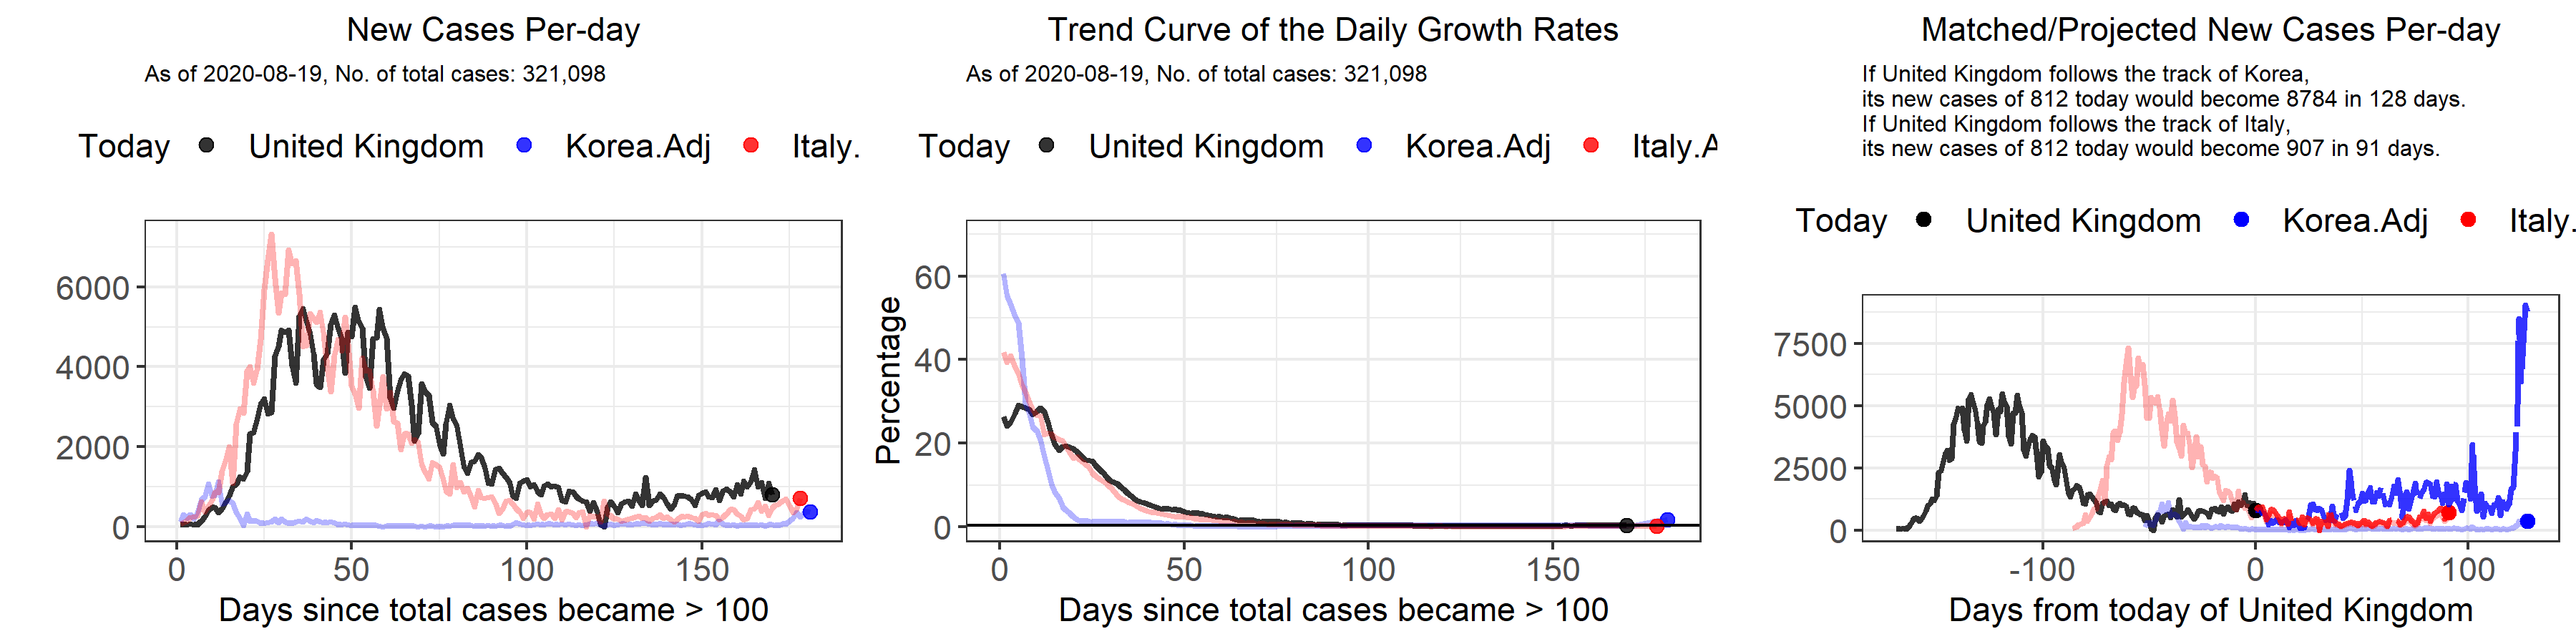 New Cases Per-day
As of 2020-08-19, No. of total cases: 321,098
Today United Kingdom Korea.Adj Italy.
6000
4000
2000
0
0 50 100 150
Days since total cases became > 100
Trend Curve of the Daily Growth Rates
As of 2020-08-19, No. of total cases: 321,098
Today United Kingdom Korea.Adj Italy.A
Percentage
60
40
20
0
0 50 100 150
Days since total cases became > 100
Matched/Projected New Cases Per-day
If United Kingdom follows the track of Korea,
its new cases of 812 today would become 8784 in 128 days.
If United Kingdom follows the track of Italy,
its new cases of 812 today would become 907 in 91 days.
Today United Kingdom Korea.Adj Italy.
7500
5000
2500
0
-100 0 100
Days from today of United Kingdom